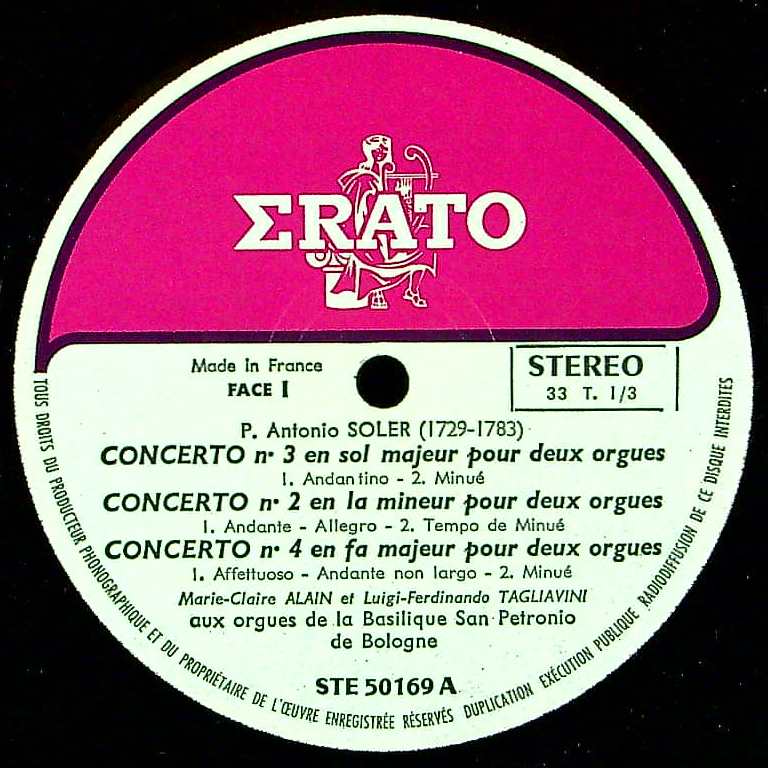 ΣRATO
Made In France
FACE I
STEREO
33 T. 1/3
P. Antonio SOLER (1729-1783)
CONCERTO n• 3 en sol majeur pour deux orgues
1. Andantino - 2. Minué
CONCERTO n• 2 en la mineur pour deux orgues
1. Andante - Allegro - 2. Tempo de Minué
CONCERTO n• 4 en fa majeur pour deux orgues
1. Affettuoso - Andante non largo - 2. Minué
Marie-Claire ALAIN et Luigi-Ferdinando TAGLIAVINI
aux orgues de la Basilique San Petronio
de Bologne
STE 50169 A
TOUS DROITS DU PRODUCTEUR PHONOGRAPHIQUE ET DU PROPRIÉTAIRE DE L'ŒUVRE ENREGISTRÉE RÉSERVÉS DUPLICATION EXÉCUTION PUBLIQUE RADIODIFFUSION DE CE DISQUE INTERDITES